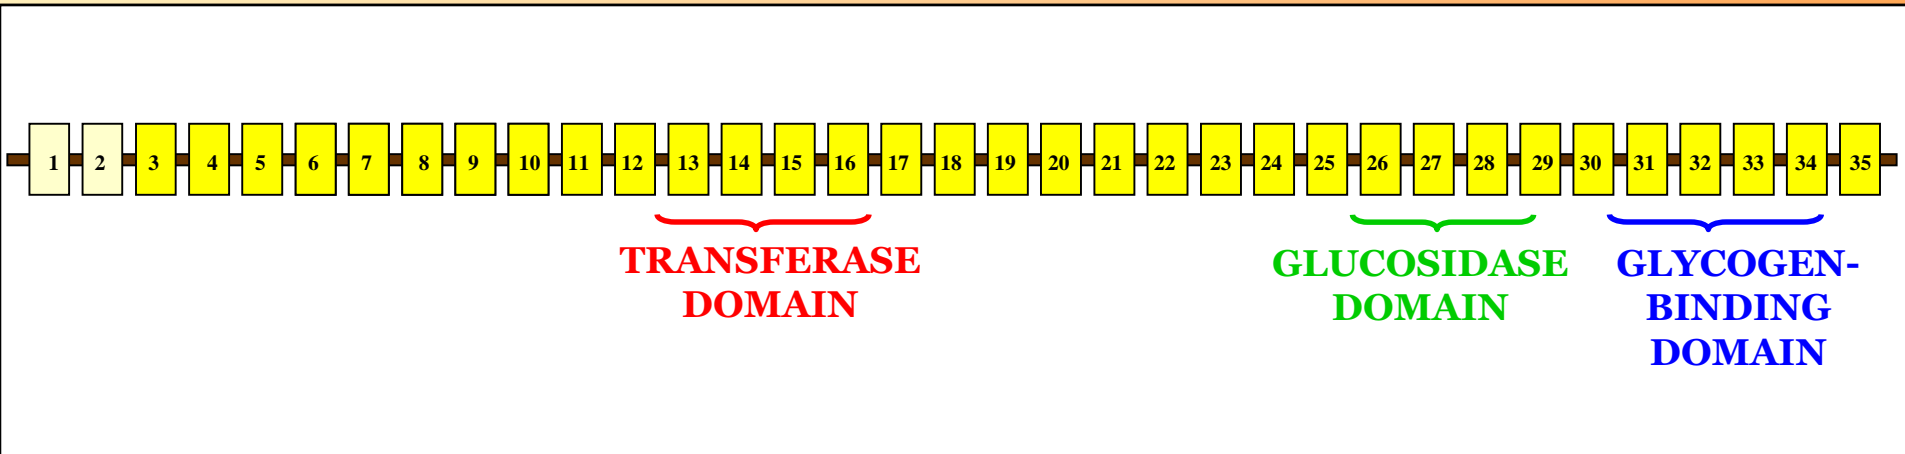 1 2 3 4 5 6 7 8 9 10 11 12 13 14 15 16 17 18 19 20 21 22 23 24 25 26 27 28 29 30 31 32 33 34 35
TRANSFERASE
DOMAIN
GLUCOSIDASE
DOMAIN
GLYCOGEN-
BINDING
DOMAIN